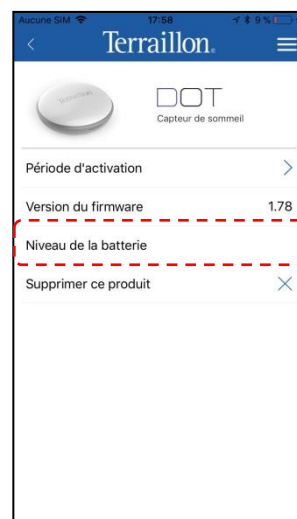 Aucune SIM 17:58 9 %
Terraillon.
Terraillon
DOT
Capteur de sommeil
Période d'activation
Version du firmware 1.78
Niveau de la batterie
Supprimer ce produit